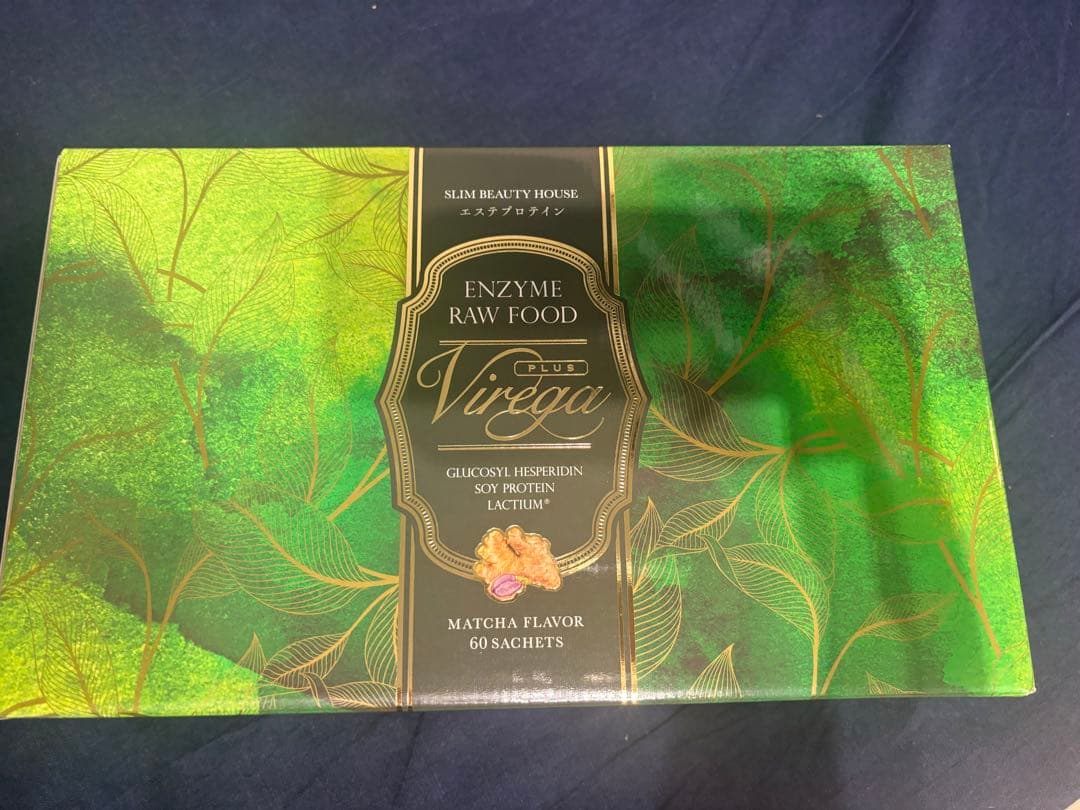 SLIM BEAUTY HOUSE
エステプロテイン
ENZYME
RAW FOOD
PLUS
Virega
GLUCOSYL HESPERIDIN
SOY PROTEIN
LACTIUM®
MATCHA FLAVOR
60 SACHETS